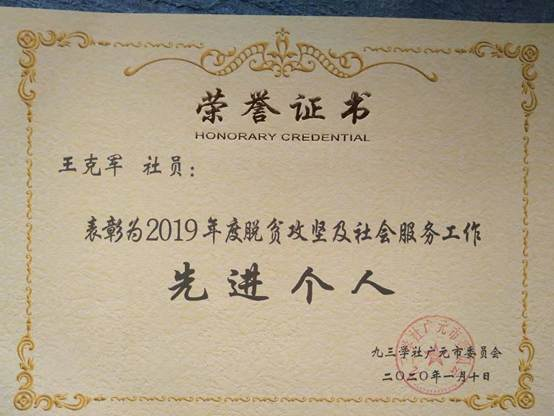 荣誉证书
HONORARY CREDENTIAL
王克军 社员：
表彰为2019年度脱贫攻坚及社会服务工作
先进个人
九三学社广元市委员会
二〇二〇年一月十日